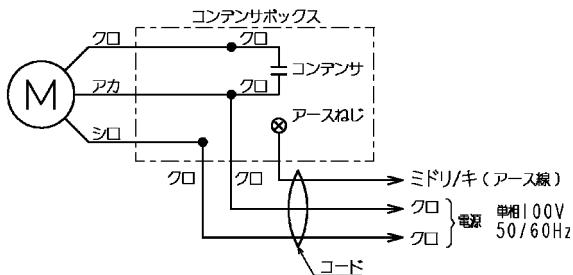 コンデンサボックス
クロ クロ
コンデンサ
M アカ クロ
アースねじ
シロ
クロ クロ ミドリ/キ(アース線)
クロ 電源 単相100V
クロ 50/60Hz
コード